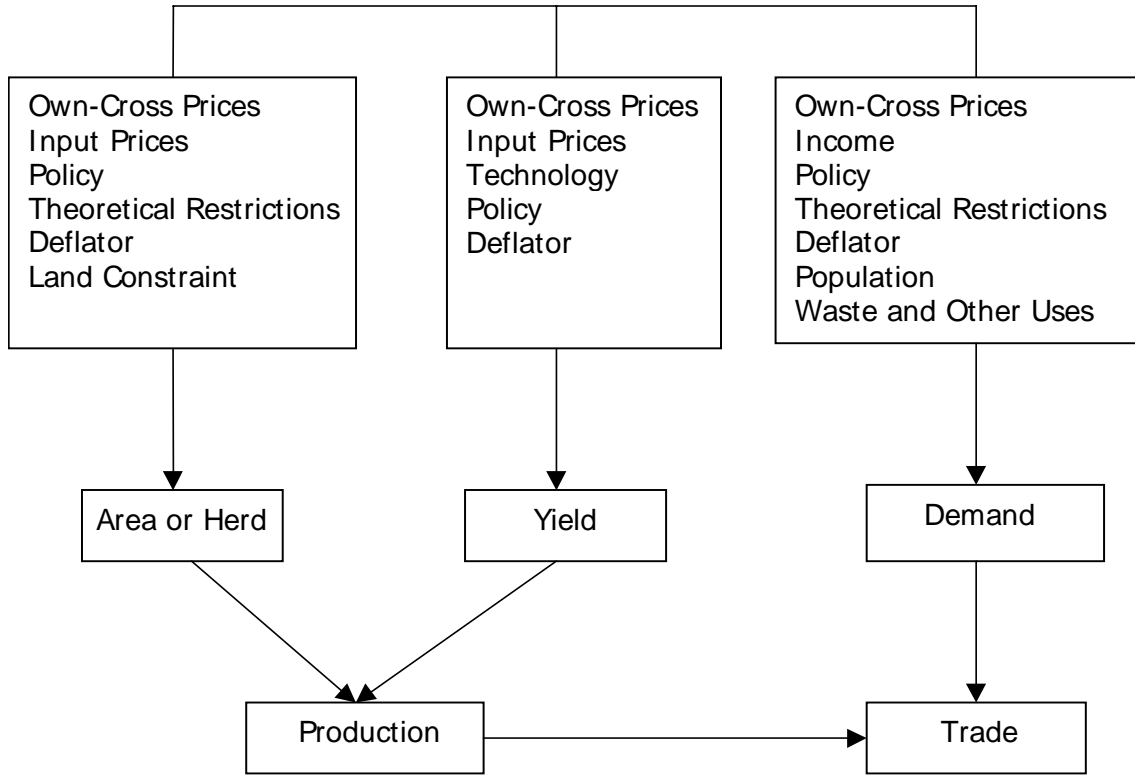 Own-Cross Prices
Input Prices
Policy
Theoretical Restrictions
Deflator
Land Constraint
Own-Cross Prices
Input Prices
Technology
Policy
Deflator
Own-Cross Prices
Income
Policy
Theoretical Restrictions
Deflator
Population
Waste and Other Uses
Area or Herd
Yield
Demand
Production
Trade